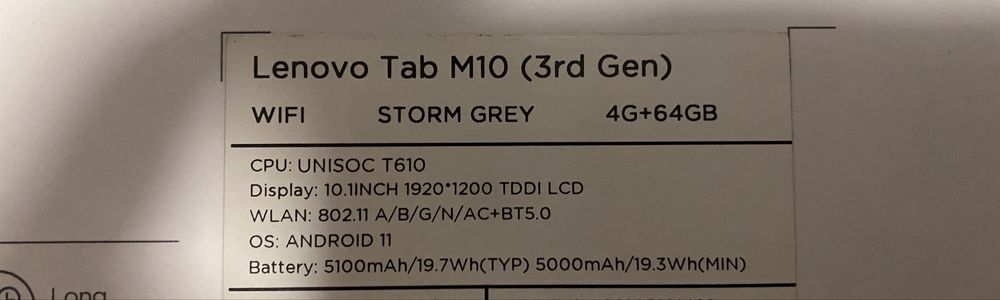 Lenovo Tab M10 (3rd Gen)
WIFI STORM GREY 4G+64GB
CPU: UNISOC T610
Display: 10.1INCH 1920*1200 TDDI LCD
WLAN: 802.11 A/B/G/N/AC+BT5.0
OS: ANDROID 11
Battery: 5100mAh/19.7Wh(TYP) 5000mAh/19.3Wh(MIN)
Long